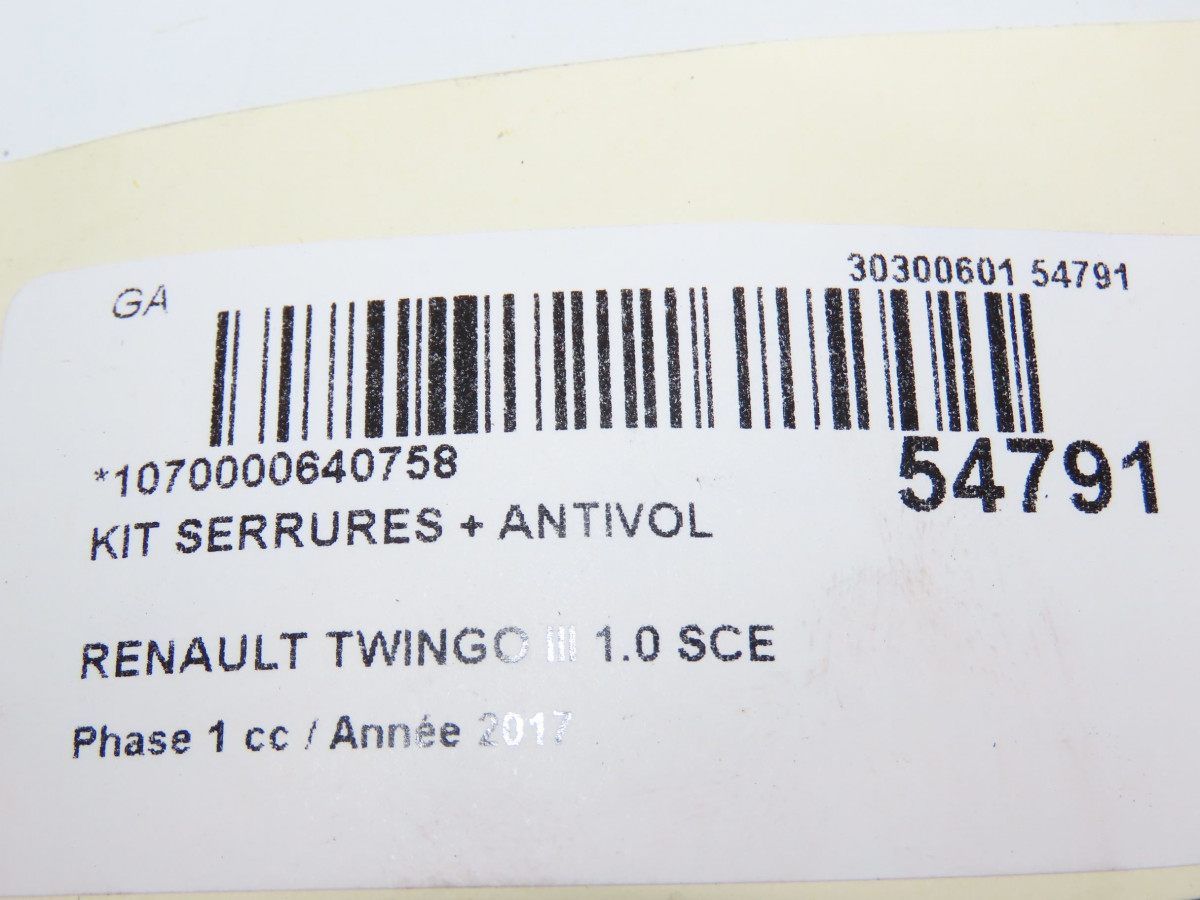 GA
30300601 54791
*1070000640758
54791
KIT SERRURES + ANTIVOL
RENAULT TWINGO III 1.0 SCE
Phase 1 cc / Année 2017